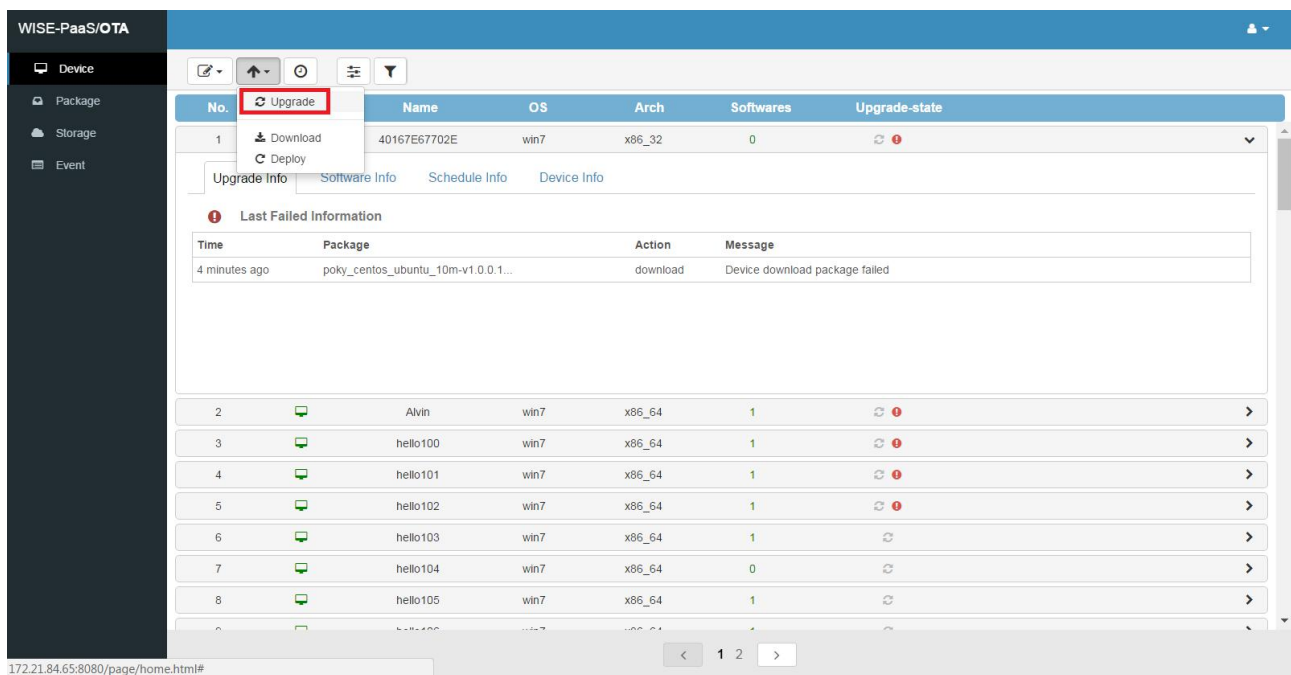 WISE-PaaS/OTA
Device
Package
Storage
Event
Upgrade
Download
Deploy
No. Name OS Arch Softwares Upgrade-state
1 40167E67702E win7 x86_32 0
Upgrade Info Software Info Schedule Info Device Info
Last Failed Information
Time Package Action Message
4 minutes ago poky_centos_ubuntu_10m-v1.0.0.1... download Device download package failed
2 Alvin win7 x86_64 1
3 hello100 win7 x86_64 1
4 hello101 win7 x86_64 1
5 hello102 win7 x86_64 1
6 hello103 win7 x86_64 1
7 hello104 win7 x86_64 0
8 hello105 win7 x86_64 1
< 1 2 >
172.21.84.65:8080/page/home.html#